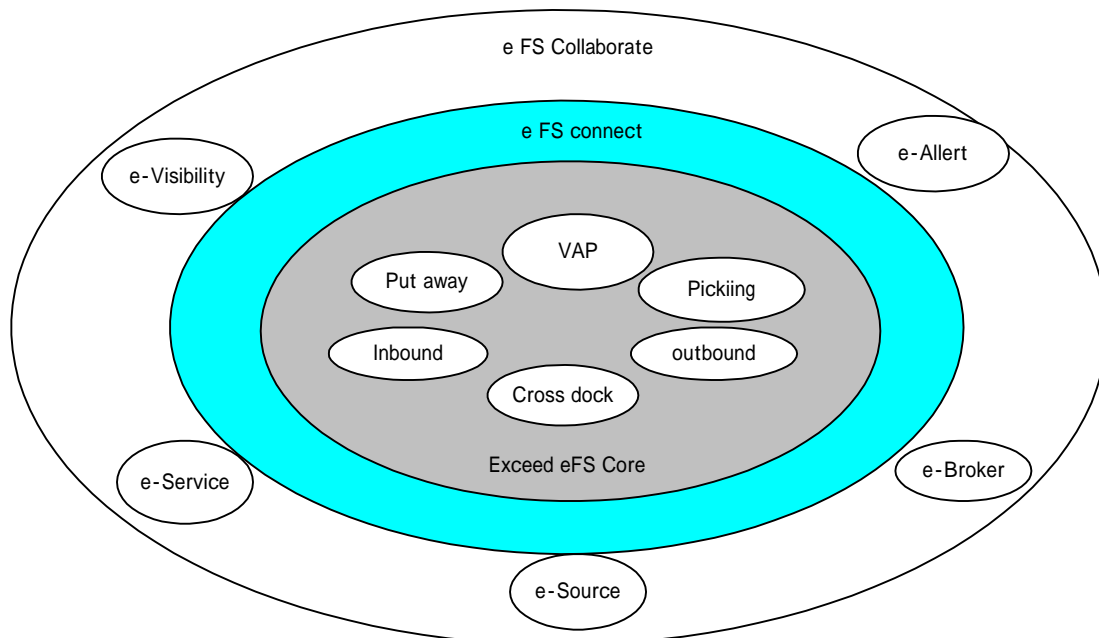 e FS Collaborate
e FS connect
e-Allert
e-Visibility
VAP
Put away
Pickiing
Inbound
outbound
Cross dock
Exceed eFS Core
e-Service
e-Broker
e-Source